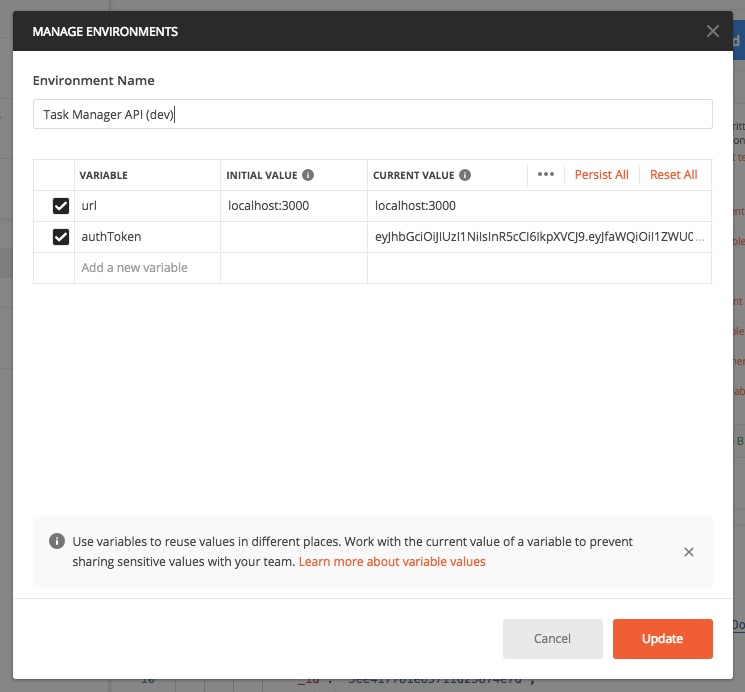 MANAGE ENVIRONMENTS
Environment Name
Task Manager API (dev)
VARIABLE INITIAL VALUE CURRENT VALUE ••• Persist All Reset All
url localhost:3000 localhost:3000
authToken
Add a new variable
Use variables to reuse values in different places. Work with the current value of a variable to prevent
sharing sensitive values with your team. Learn more about variable values
Cancel Update